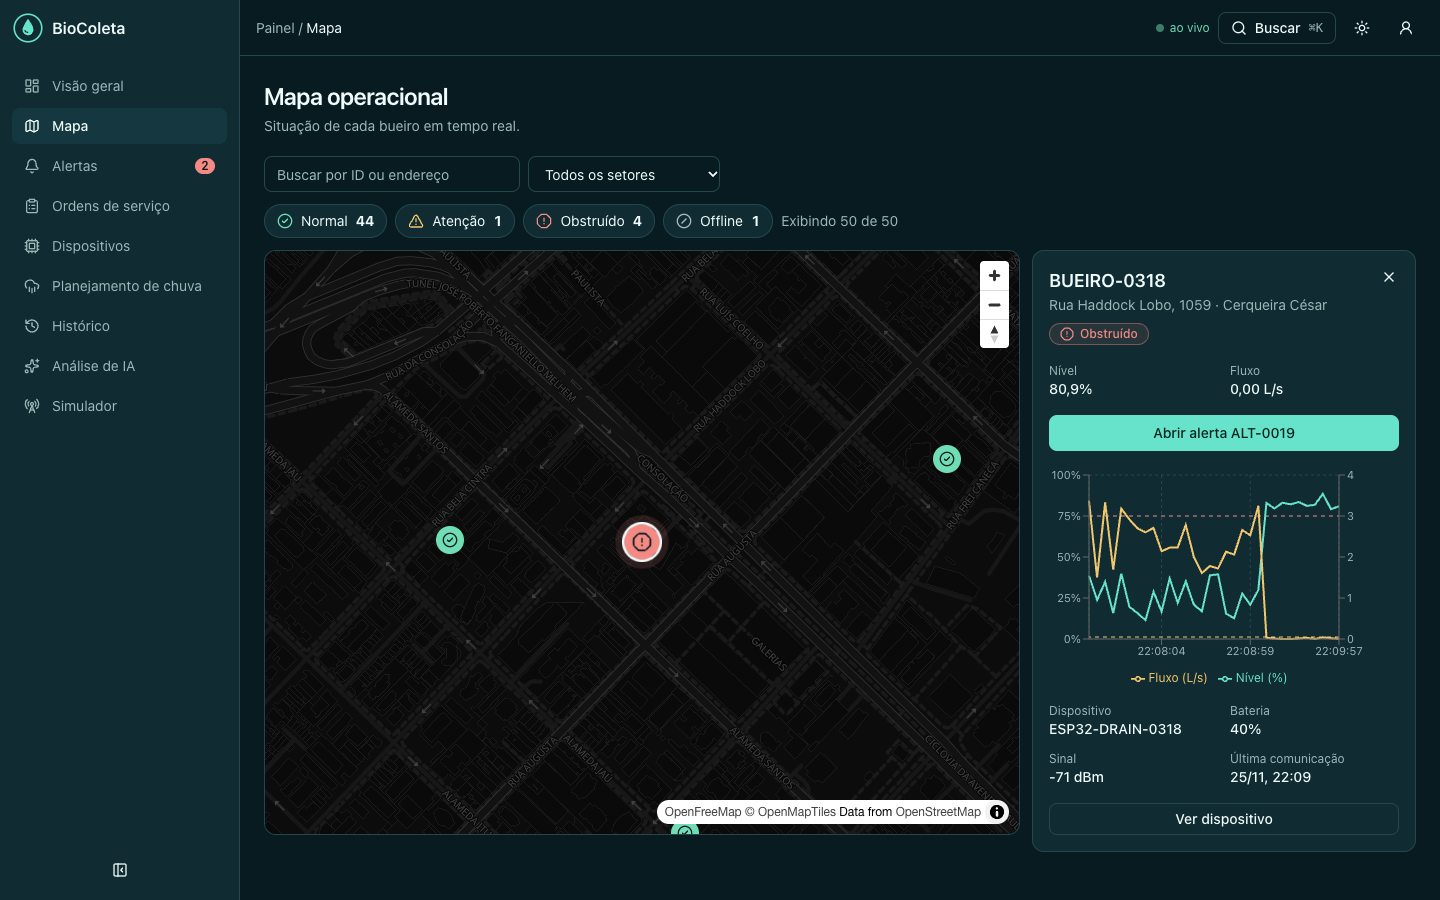 BioColeta
Painel / Mapa
ao vivo
Buscar ⌘K
Visão geral
Mapa
Alertas 2
Ordens de serviço
Dispositivos
Planejamento de chuva
Histórico
Análise de IA
Simulador
Mapa operacional
Situação de cada bueiro em tempo real.
Buscar por ID ou endereço
Todos os setores
Normal 44
Atenção 1
Obstruído 4
Offline 1
Exibindo 50 de 50
PAULISTA
TÚNEL JOSÉ ROBERTO FANGANIELLO MELHEM
RUA DA CONSOLAÇÃO
RUA LUÍS COELHO
RUA HADDOCK LOBO
ALAMEDA SANTOS
RUA BELA CINTRA
CONSOLAÇÃO
RUA FREI CANECA
RUA AUGUSTA
GALERIAS
RUA AUGUSTA
ALAMEDA JAÚ
ALAMEDA SANTOS
OpenFreeMap © OpenMapTiles Data from OpenStreetMap
BUEIRO-0318
Rua Haddock Lobo, 1059 · Cerqueira César
Obstruído
Nível
80,9%
Fluxo
0,00 L/s
Abrir alerta ALT-0019
100%
75%
50%
25%
0%
4
3
2
1
0
22:08:04
22:08:59
22:09:57
Fluxo (L/s)
Nível (%)
Dispositivo
ESP32-DRAIN-0318
Bateria
40%
Sinal
-71 dBm
Última comunicação
25/11, 22:09
Ver dispositivo